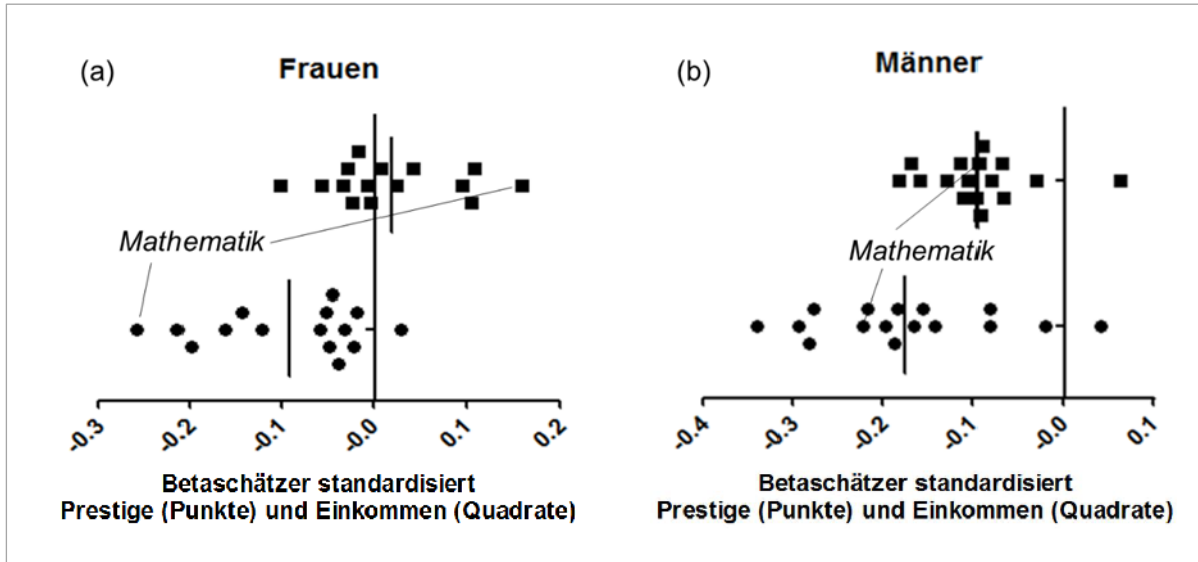 (a) Frauen
Mathematik
-0.3 -0.2 -0.1 -0.0 0.1 0.2
Betaschätzer standardisiert
Prestige (Punkte) und Einkommen (Quadrate)
(b) Männer
Mathematik
-0.4 -0.3 -0.2 -0.1 -0.0 0.1
Betaschätzer standardisiert
Prestige (Punkte) und Einkommen (Quadrate)